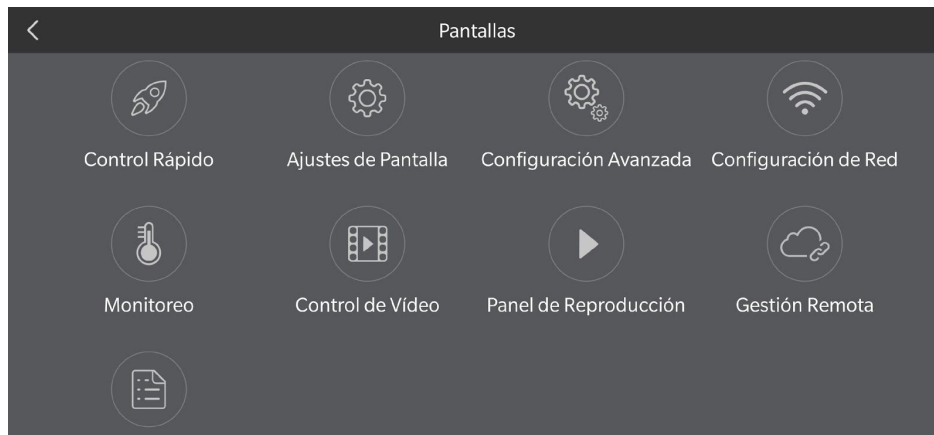 Pantallas
Control Rápido
Ajustes de Pantalla
Configuración Avanzada
Configuración de Red
Monitoreo
Control de Vídeo
Panel de Reproducción
Gestión Remota